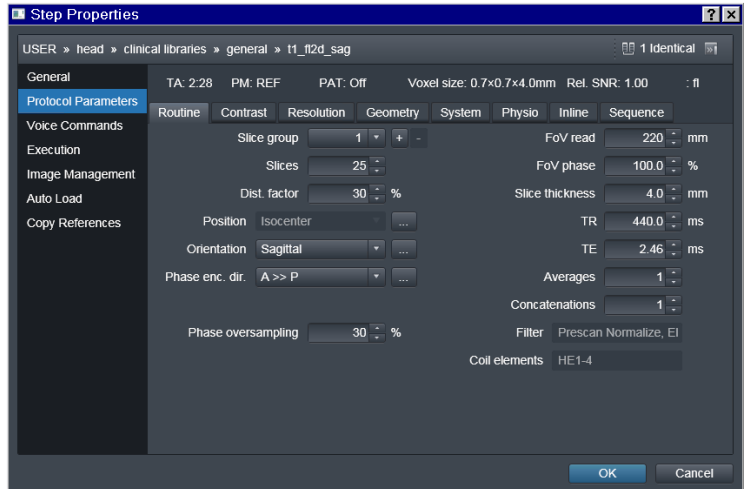 Step Properties
? x
USER » head » clinical libraries » general » t1_fl2d_sag
1 Identical
General
Protocol Parameters
Voice Commands
Execution
Image Management
Auto Load
Copy References
TA: 2:28 PM: REF PAT: Off Voxel size: 0.7×0.7×4.0mm Rel. SNR: 1.00 : fl
Routine Contrast Resolution Geometry System Physio Inline Sequence
Slice group 1 + - FoV read 220 mm
Slices 25 FoV phase 100.0 %
Dist. factor 30 % Slice thickness 4.0 mm
Position Isocenter ... TR 440.0 ms
Orientation Sagittal ... TE 2.46 ms
Phase enc. dir. A >> P ... Averages 1
Concatenations 1
Phase oversampling 30 % Filter Prescan Normalize, El
Coil elements HE1-4
OK Cancel